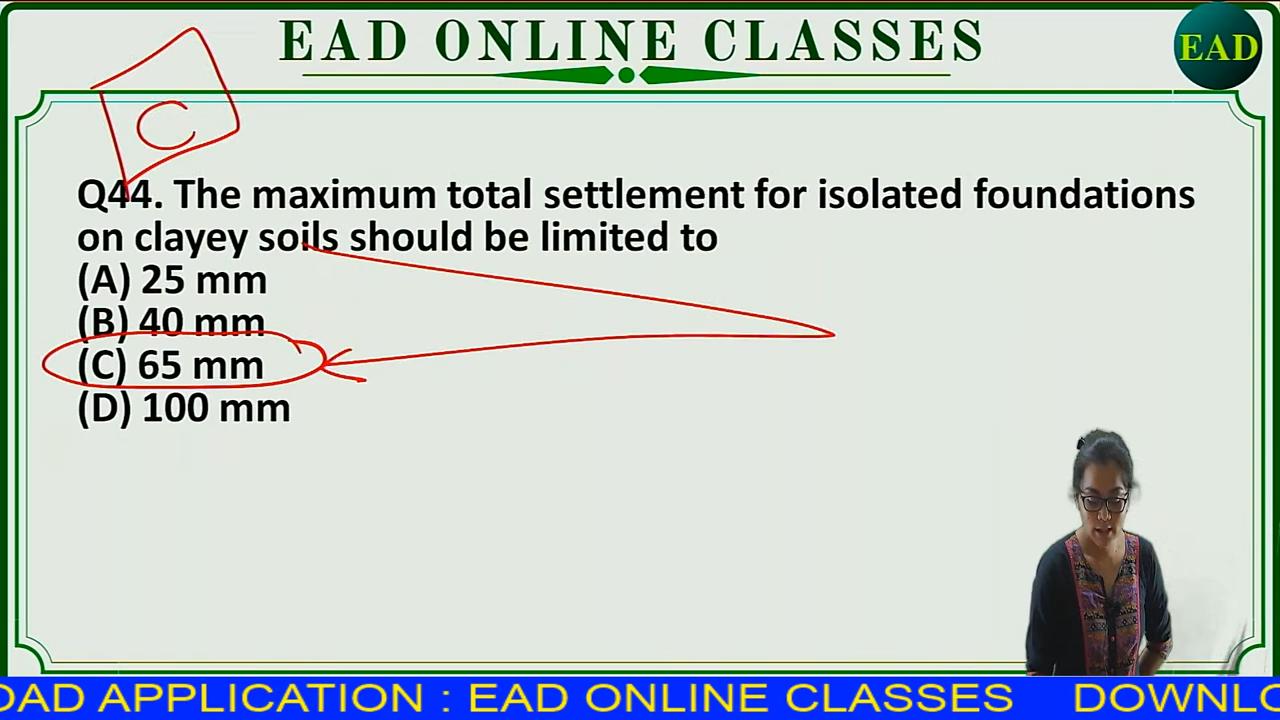 EAD ONLINE CLASSES
EAD
C
Q44. The maximum total settlement for isolated foundations
on clayey soils should be limited to
(A) 25 mm
(B) 40 mm
(C) 65 mm
(D) 100 mm
OAD APPLICATION : EAD ONLINE CLASSES DOWNLO